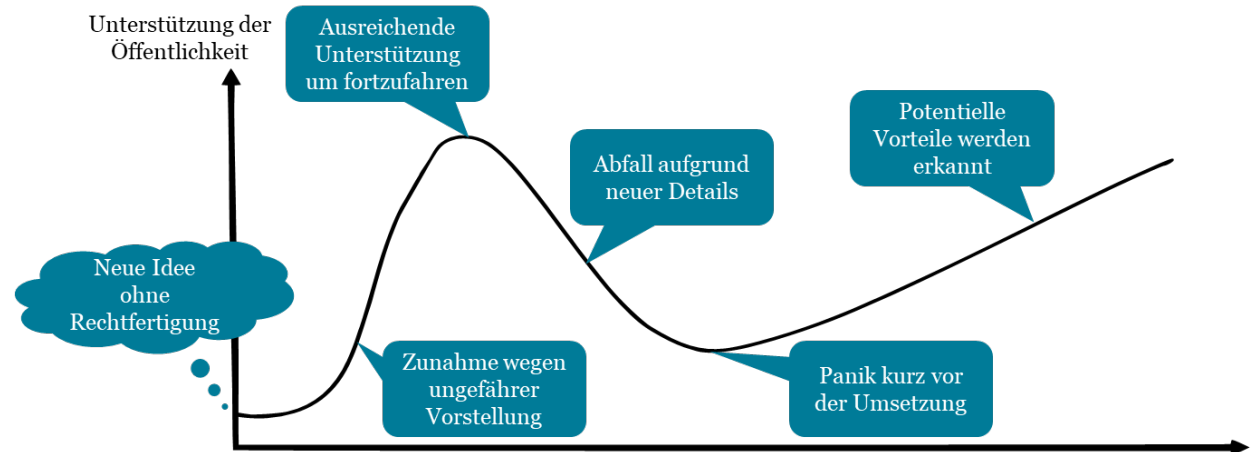 Unterstützung der
Öffentlichkeit
Ausreichende
Unterstützung
um fortzufahren
Potentielle
Vorteile werden
erkannt
Abfall aufgrund
neuer Details
Neue Idee
ohne
Rechtfertigung
Zunahme wegen
ungefährer
Vorstellung
Panik kurz vor
der Umsetzung